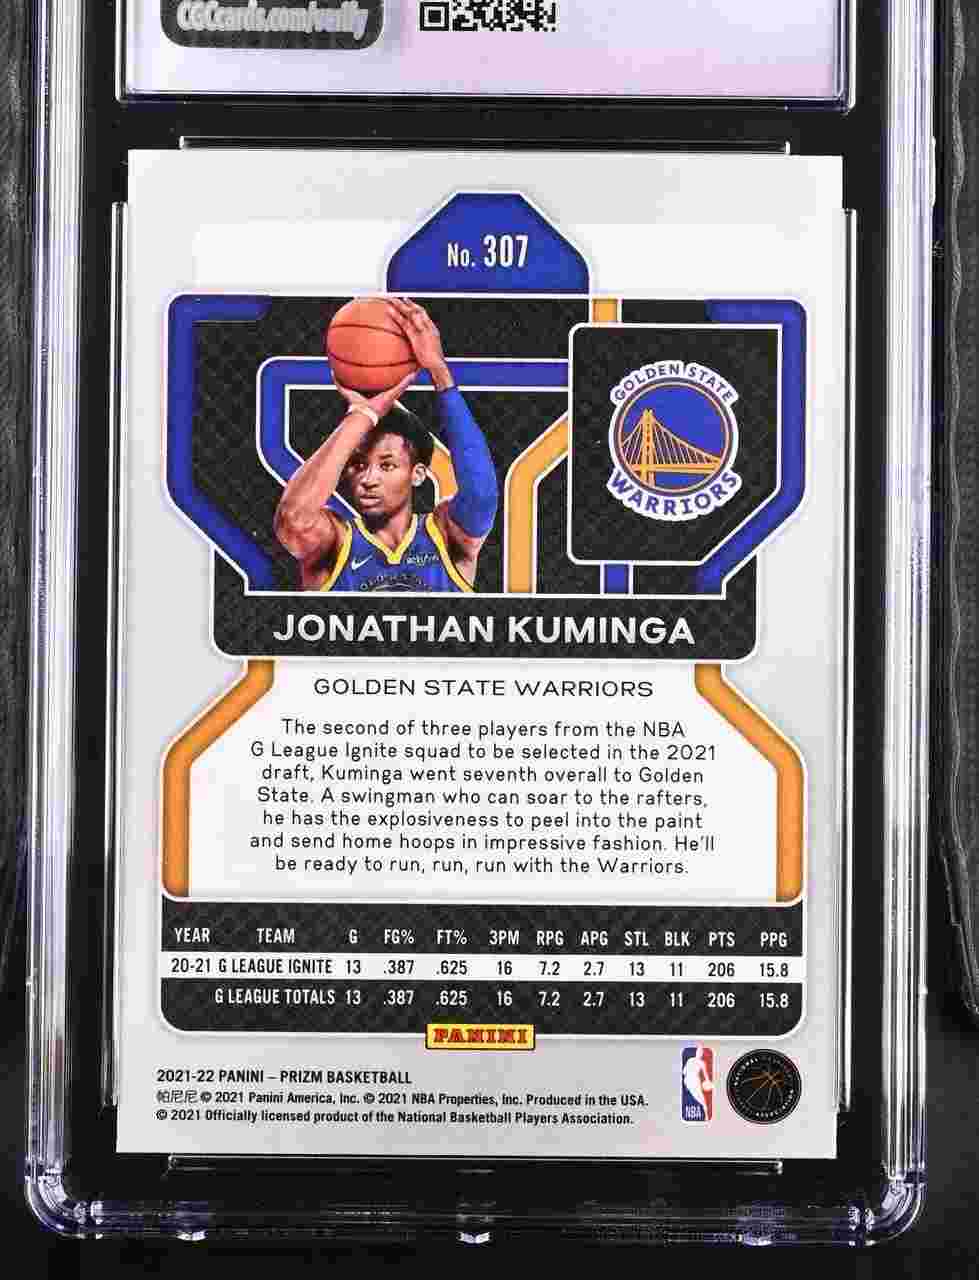 CGCcards.com/verify
No. 307
GOLDEN STATE
WARRIORS
JONATHAN KUMINGA
GOLDEN STATE WARRIORS
The second of three players from the NBA
G League Ignite squad to be selected in the 2021
draft, Kuminga went seventh overall to Golden
State. A swingman who can soar to the rafters,
he has the explosiveness to peel into the paint
and send home hoops in impressive fashion. He'll
be ready to run, run, run with the Warriors.
YEAR TEAM G FG% FT% 3PM RPG APG STL BLK PTS PPG
20-21 G LEAGUE IGNITE 13 .387 .625 16 7.2 2.7 13 11 206 15.8
G LEAGUE TOTALS 13 .387 .625 16 7.2 2.7 13 11 206 15.8
PANINI
2021-22 PANINI – PRIZM BASKETBALL
帕尼尼 © 2021 Panini America, Inc. © 2021 NBA Properties, Inc. Produced in the USA.
© 2021 Officially licensed product of the National Basketball Players Association.
NBA